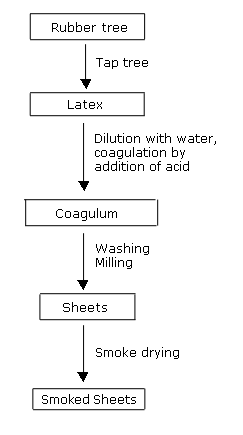 Rubber tree
Tap tree
Latex
Dilution with water,
coagulation by
addition of acid
Coagulum
Washing
Milling
Sheets
Smoke drying
Smoked Sheets